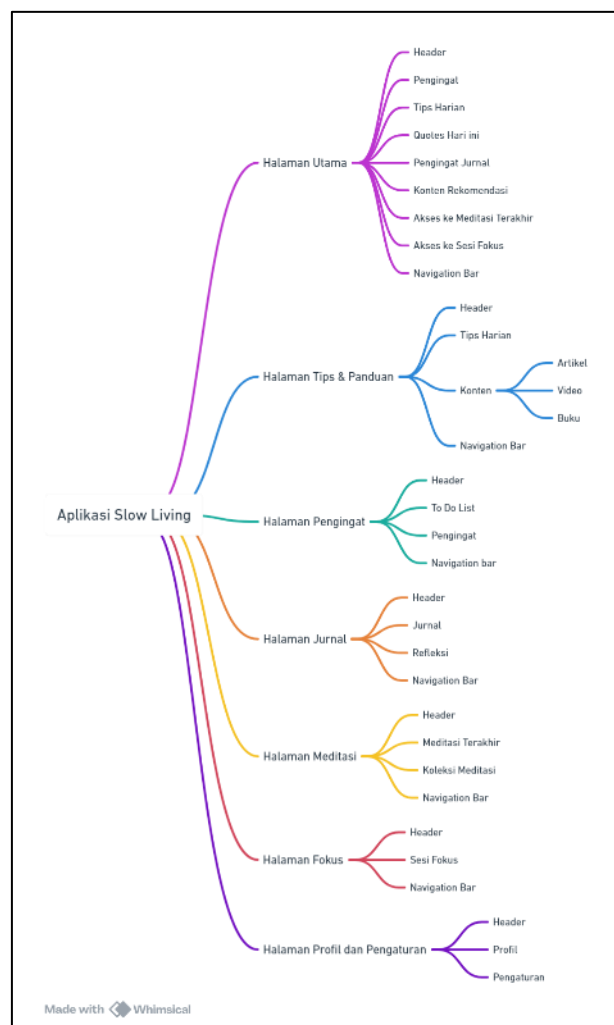 Aplikasi Slow Living
Halaman Utama
Header
Pengingat
Tips Harian
Quotes Hari ini
Pengingat Jurnal
Konten Rekomendasi
Akses ke Meditasi Terakhir
Akses ke Sesi Fokus
Navigation Bar
Halaman Tips & Panduan
Header
Tips Harian
Konten
Artikel
Video
Buku
Navigation Bar
Halaman Pengingat
Header
To Do List
Pengingat
Navigation bar
Halaman Jurnal
Header
Jurnal
Refleksi
Navigation Bar
Halaman Meditasi
Header
Meditasi Terakhir
Koleksi Meditasi
Navigation Bar
Halaman Fokus
Header
Sesi Fokus
Navigation Bar
Halaman Profil dan Pengaturan
Header
Profil
Pengaturan
Made with Whimsical